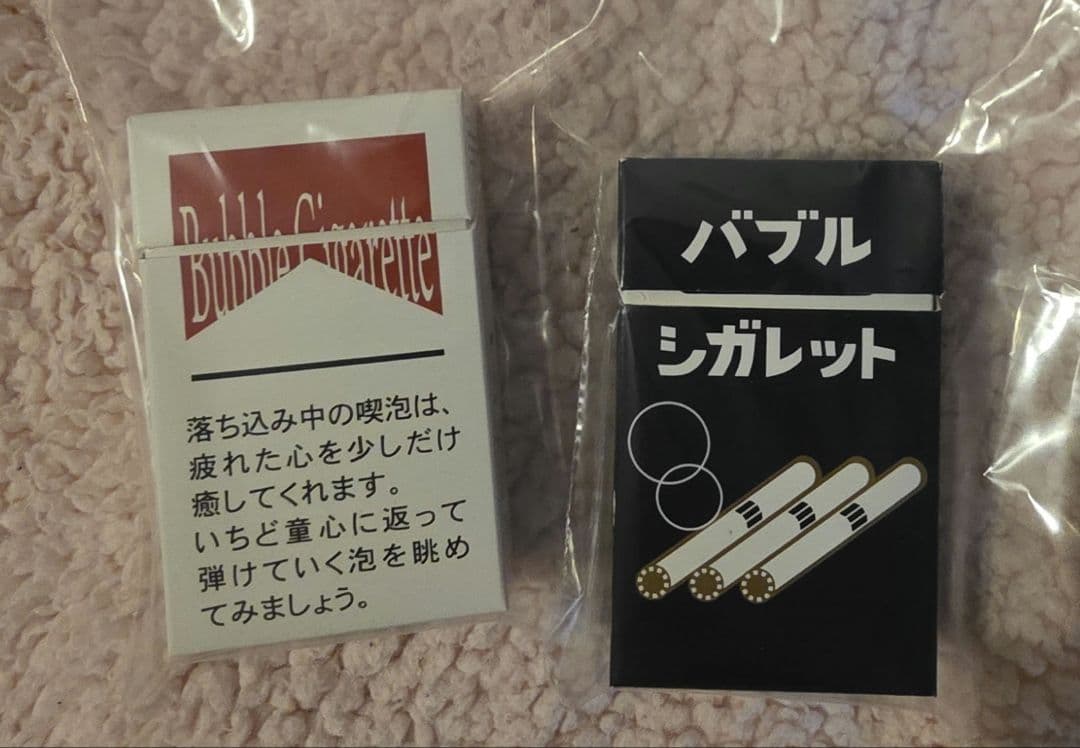 Bubble Cigarette
落ち込み中の喫泡は、
疲れた心を少しだけ
癒してくれます。
いちど童心に返って
弾けていく泡を眺め
てみましょう。
バブル
シガレット